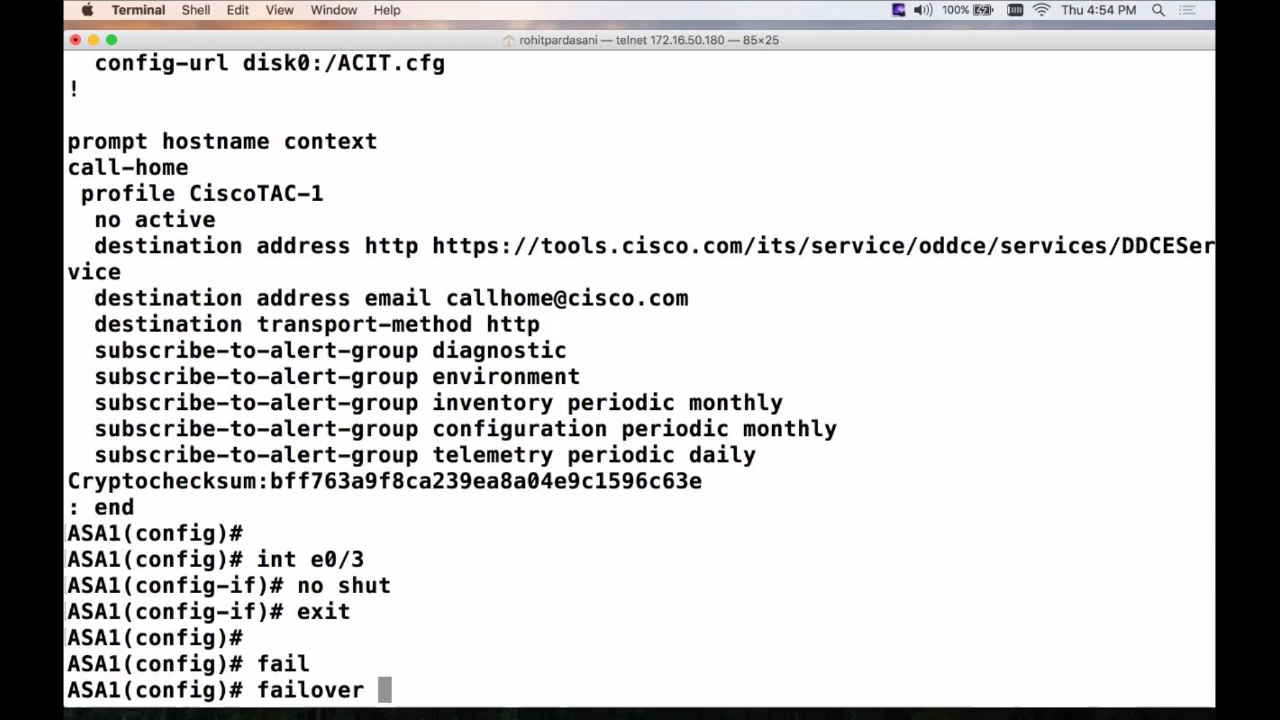 Terminal Shell Edit View Window Help 100% Thu 4:54 PM
rohitpardasani — telnet 172.16.50.180 — 85×25
config-url disk0:/ACIT.cfg
!
prompt hostname context
call-home
profile CiscoTAC-1
no active
destination address http https://tools.cisco.com/its/service/oddce/services/DDCESer
vice
destination address email callhome@cisco.com
destination transport-method http
subscribe-to-alert-group diagnostic
subscribe-to-alert-group environment
subscribe-to-alert-group inventory periodic monthly
subscribe-to-alert-group configuration periodic monthly
subscribe-to-alert-group telemetry periodic daily
Cryptochecksum:bff763a9f8ca239ea8a04e9c1596c63e
: end
ASA1(config)#
ASA1(config)# int e0/3
ASA1(config-if)# no shut
ASA1(config-if)# exit
ASA1(config)#
ASA1(config)# fail
ASA1(config)# failover